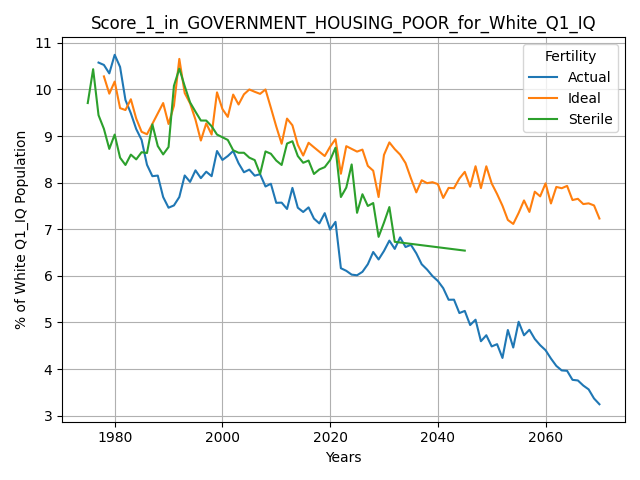 Score_1_in_GOVERNMENT_HOUSING_POOR_for_White_Q1_IQ
Fertility
Actual
Ideal
Sterile
% of White Q1_IQ Population
11
10
9
8
7
6
5
4
3
1980 2000 2020 2040 2060
Years